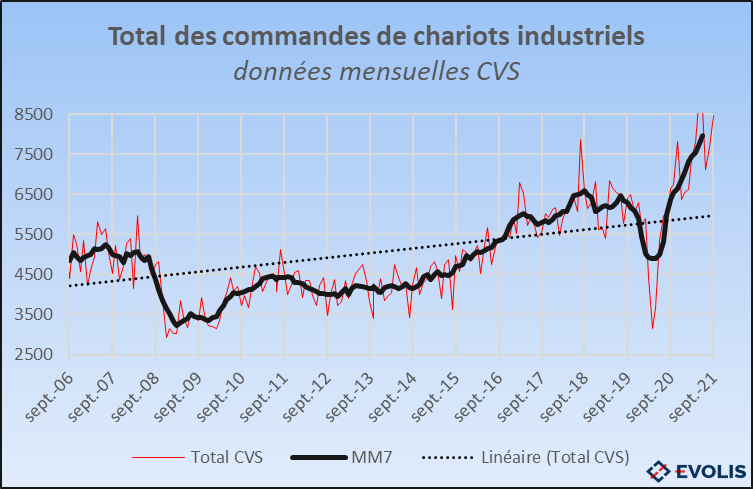 Total des commandes de chariots industriels
données mensuelles CVS
8500
7500
6500
5500
4500
3500
2500
sept.-06
sept.-07
sept.-08
sept.-09
sept.-10
sept.-11
sept.-12
sept.-13
sept.-14
sept.-15
sept.-16
sept.-17
sept.-18
sept.-19
sept.-20
sept.-21
Total CVS
MM7
Linéaire (Total CVS)
EVOLIS